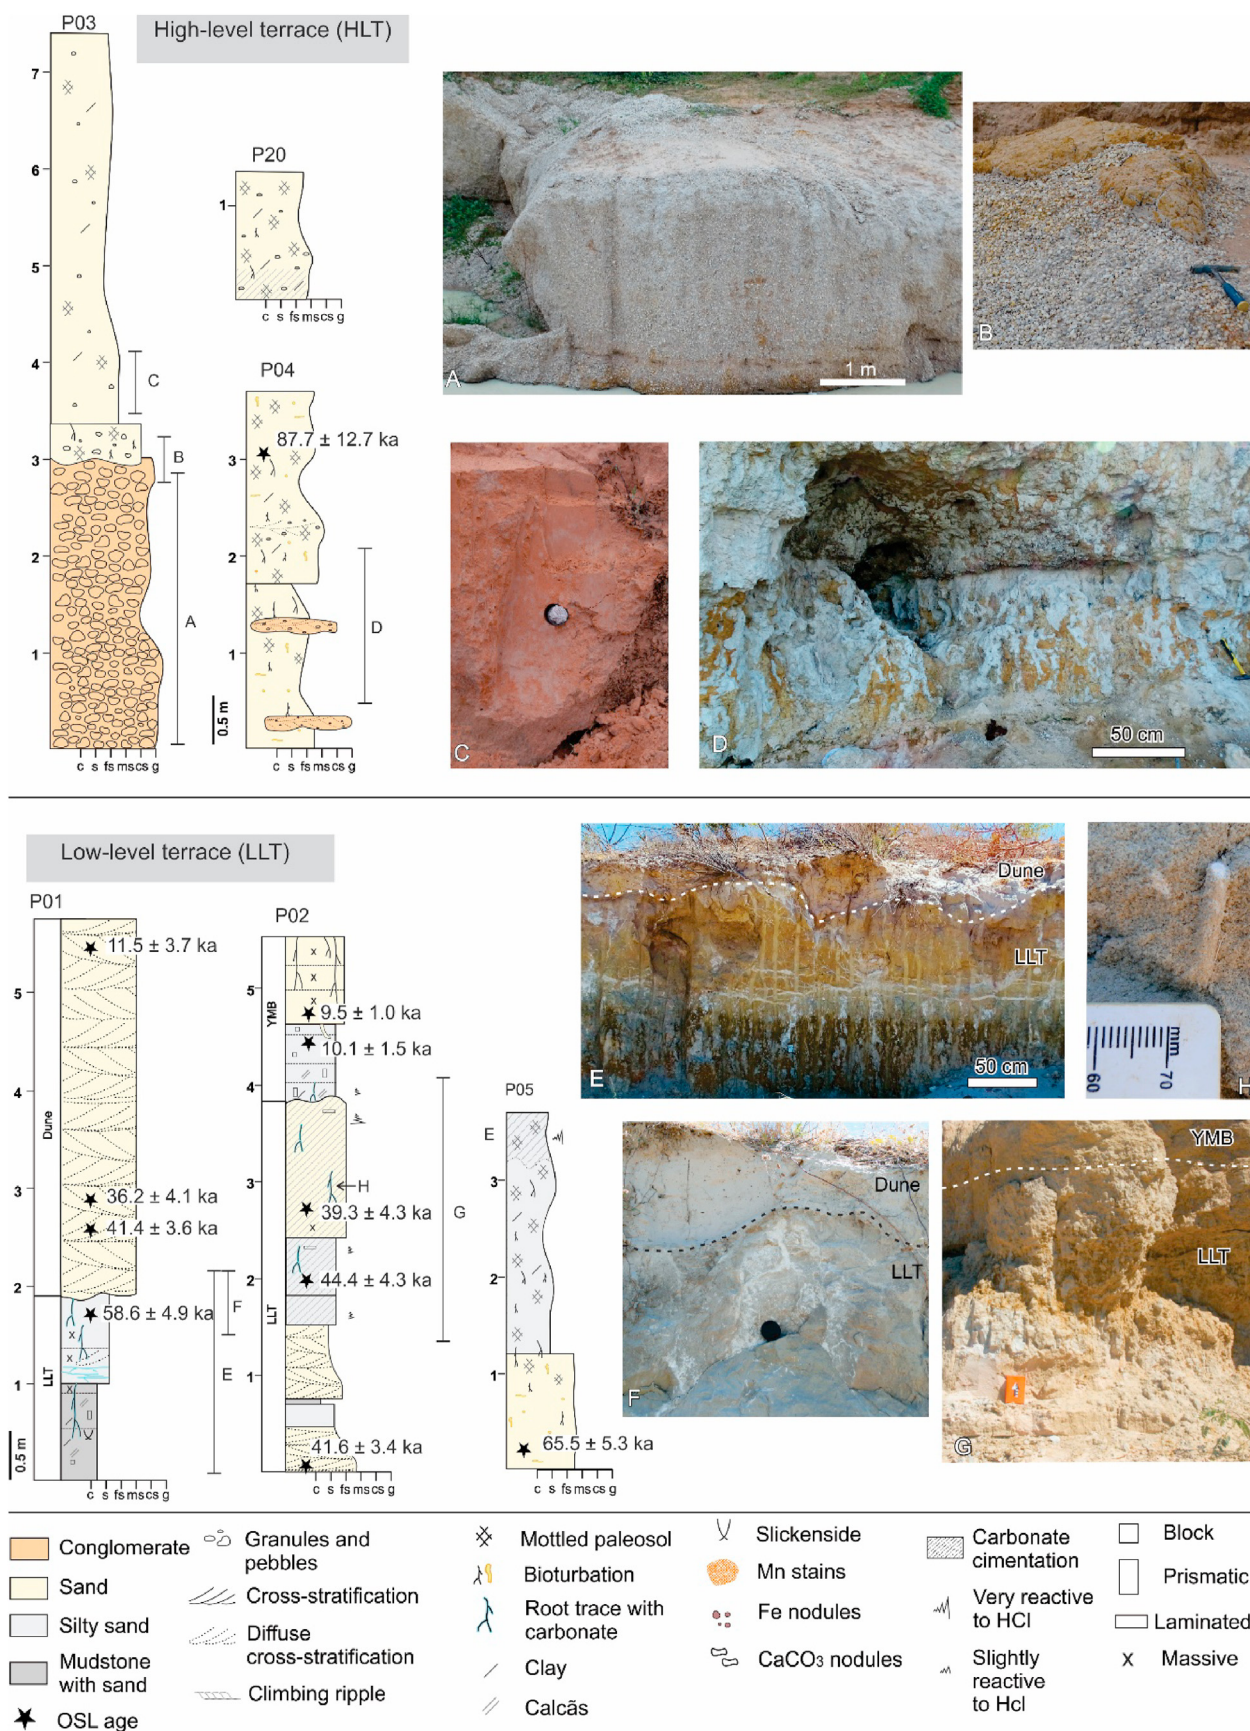 P03
High-level terrace (HLT)
7
6
5
4
3
2
1
C
B
A
c s fs ms cs g
P20
1
c s fs ms cs g
P04
87.7 ± 12.7 ka
3
2
1
D
0.5 m
c s fs ms cs g
A
1 m
B
C
D
50 cm
Low-level terrace (LLT)
P01
11.5 ± 3.7 ka
5
4
Dune
3
36.2 ± 4.1 ka
41.4 ± 3.6 ka
2
58.6 ± 4.9 ka
LLT
1
F
E
0.5 m
c s fs ms cs g
P02
5
YMB
9.5 ± 1.0 ka
10.1 ± 1.5 ka
4
3
H
39.3 ± 4.3 ka
G
44.4 ± 4.3 ka
2
LLT
1
41.6 ± 3.4 ka
c s fs ms cs g
P05
E
3
2
1
65.5 ± 5.3 ka
c s fs ms cs g
Dune
LLT
E
50 cm
60
70
mm
H
Dune
LLT
F
YMB
LLT
G
Conglomerate
Sand
Silty sand
Mudstone
with sand
OSL age
Granules and
pebbles
Cross-stratification
Diffuse
cross-stratification
Climbing ripple
Mottled paleosol
Bioturbation
Root trace with
carbonate
Clay
Calcãs
Slickenside
Mn stains
Fe nodules
CaCO₃ nodules
Carbonate
cimentation
Very reactive
to HCl
Slightly
reactive
to Hcl
Block
Prismatic
Laminated
Massive